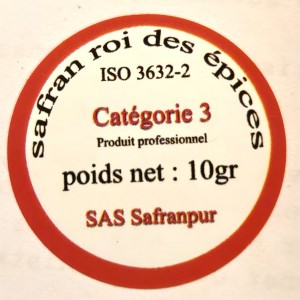 safran roi des épices
ISO 3632-2
Catégorie 3
Produit professionnel
poids net : 10gr
SAS Safranpur